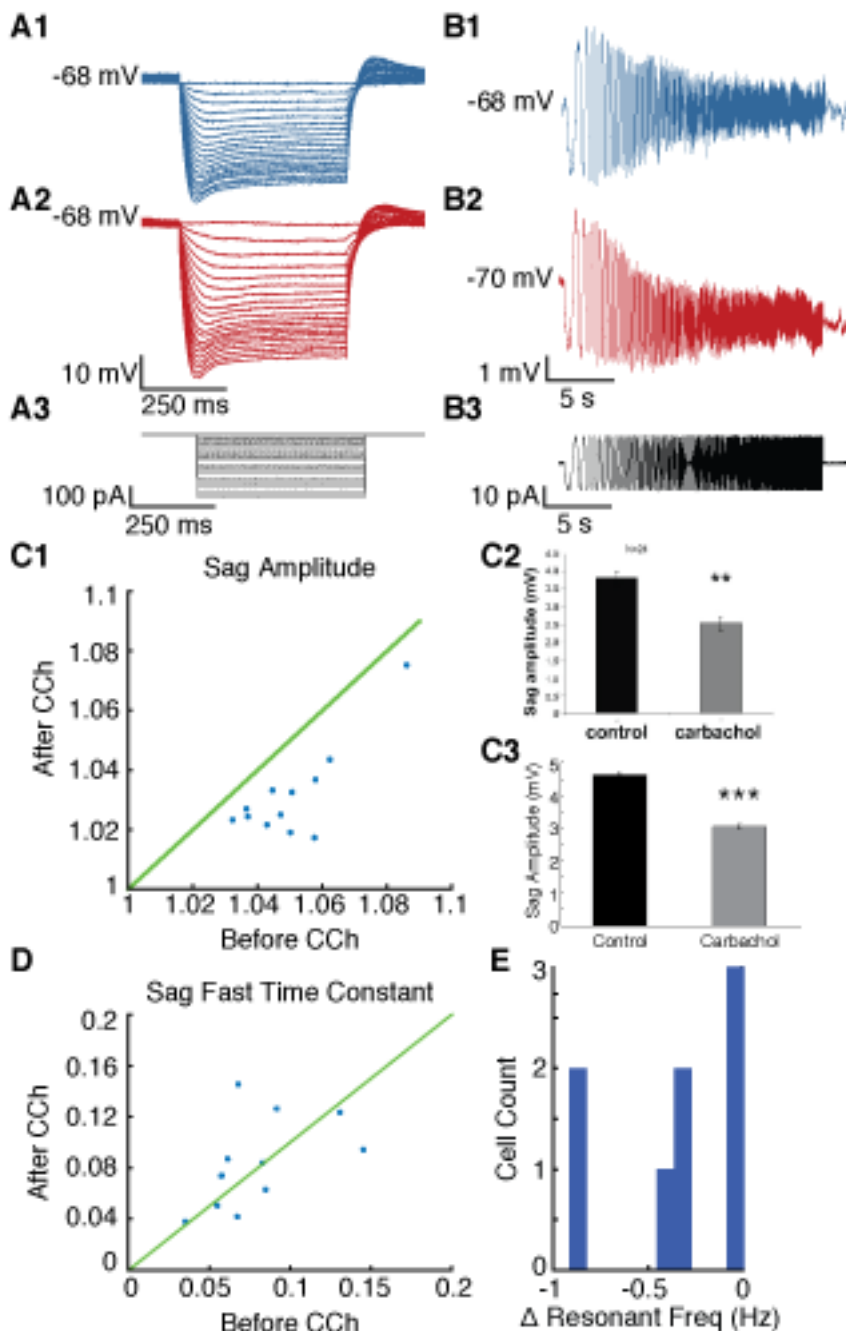 A1
-68 mV
A2
-68 mV
10 mV
250 ms
A3
100 pA
250 ms
B1
-68 mV
B2
-70 mV
1 mV
5 s
B3
10 pA
5 s
C1
Sag Amplitude
1.1
1.08
1.06
1.04
1.02
1
After CCh
1 1.02 1.04 1.06 1.08 1.1
Before CCh
C2
Sag amplitude (mV)
**
control carbachol
C3
Sag Amplitude (mV)
5
4
3
2
1
0
***
Control Carbachol
D
Sag Fast Time Constant
0.2
0.16
0.12
0.08
0.04
0
After CCh
0 0.05 0.1 0.15 0.2
Before CCh
E
3
2
1
0
Cell Count
-1 -0.5 0
Δ Resonant Freq (Hz)